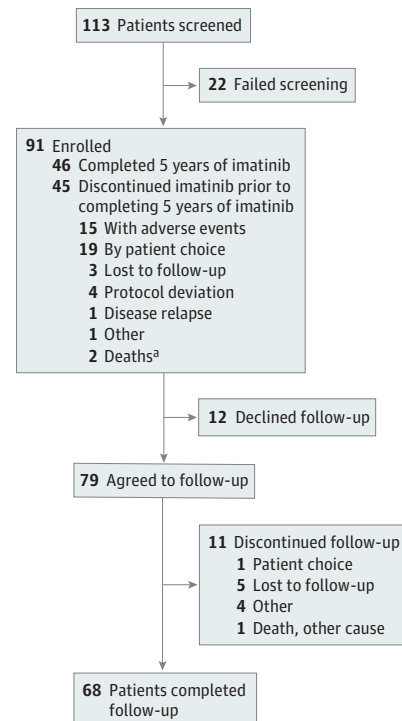 113 Patients screened
22 Failed screening
91 Enrolled
46 Completed 5 years of imatinib
45 Discontinued imatinib prior to
completing 5 years of imatinib
15 With adverse events
19 By patient choice
3 Lost to follow-up
4 Protocol deviation
1 Disease relapse
1 Other
2 Deathsa
12 Declined follow-up
79 Agreed to follow-up
11 Discontinued follow-up
1 Patient choice
5 Lost to follow-up
4 Other
1 Death, other cause
68 Patients completed
follow-up